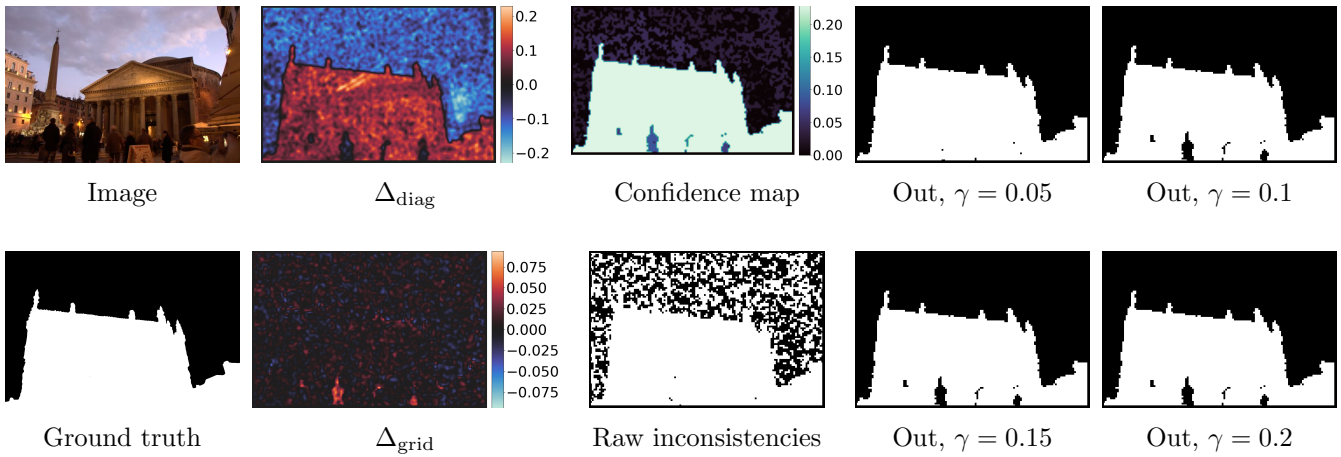 0.2
0.1
0.0
−0.1
−0.2
0.20
0.15
0.10
0.05
0.00
Image
Δdiag
Confidence map
Out, γ = 0.05
Out, γ = 0.1
0.075
0.050
0.025
0.000
−0.025
−0.050
−0.075
Ground truth
Δgrid
Raw inconsistencies
Out, γ = 0.15
Out, γ = 0.2